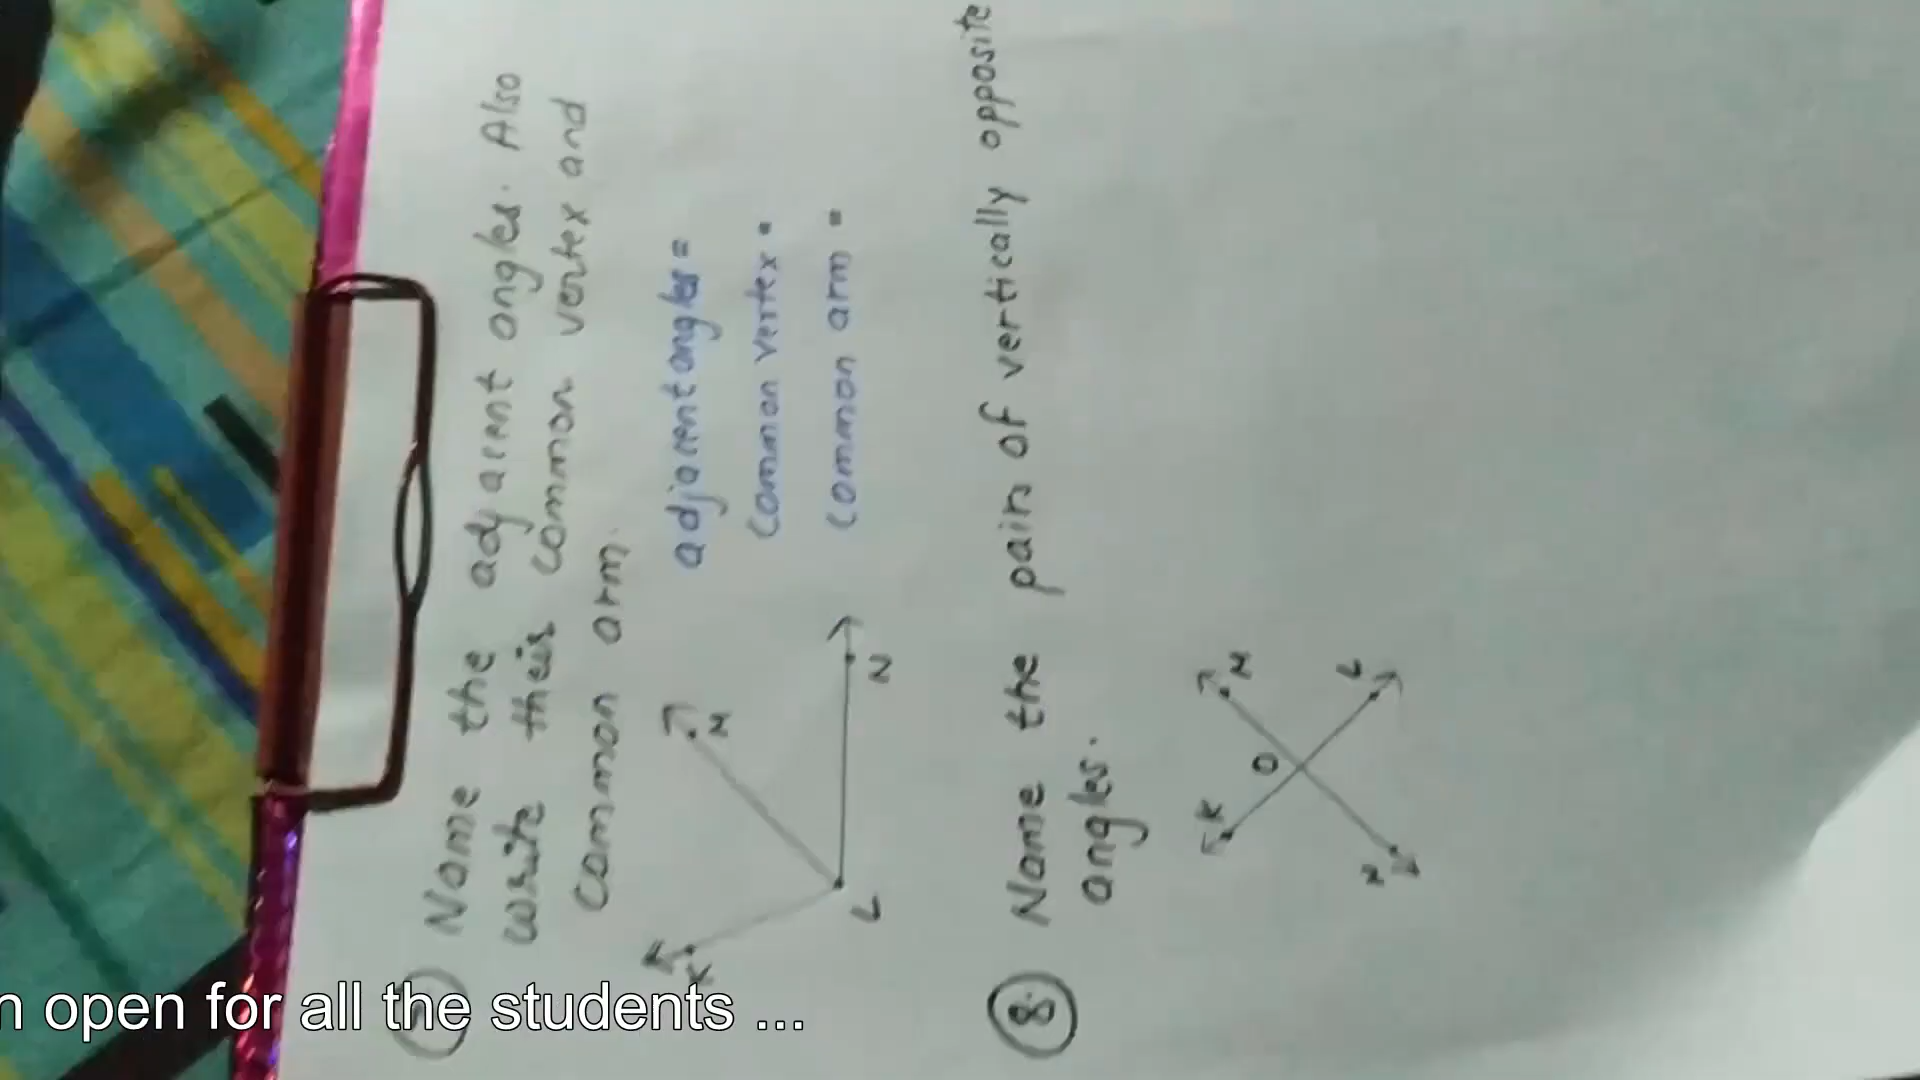 Name the adjacent angles. Also
write their common vertex and
common arm.
adjacent angles =
common vertex =
common arm =
K
M
L
N
8.
Name the pairs of vertically opposite
angles.
K
M
O
N
L
n open for all the students ...